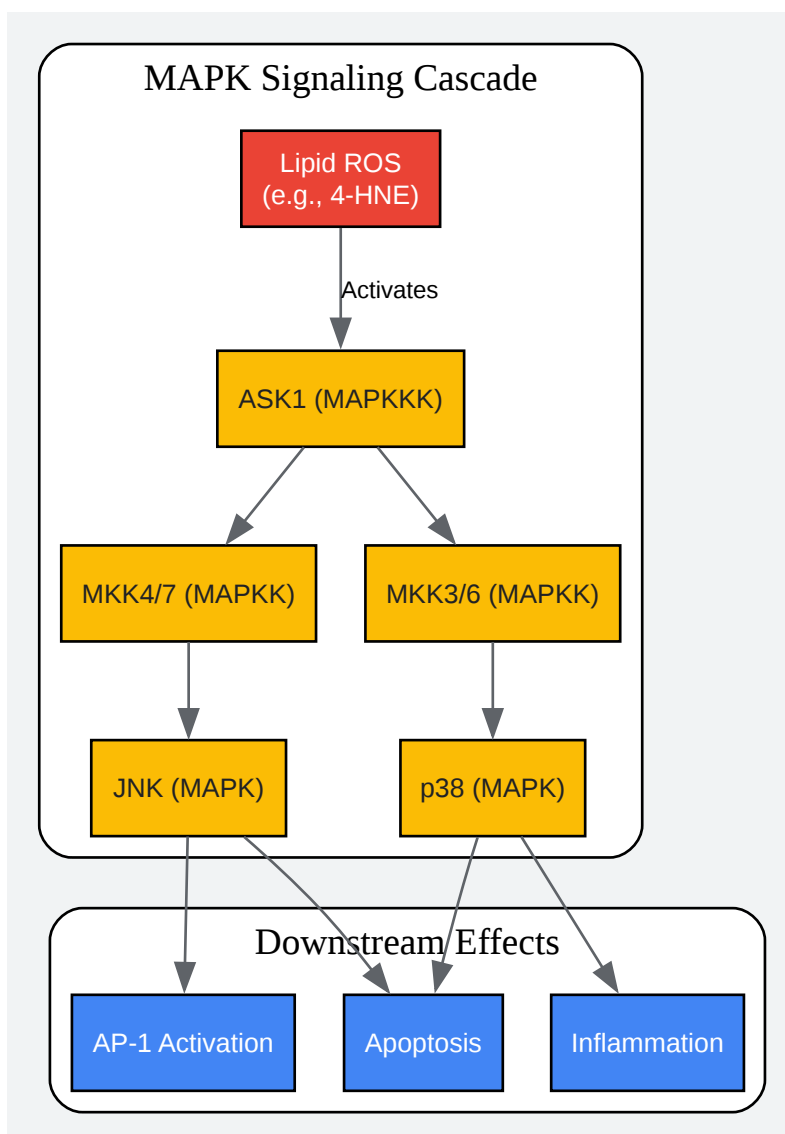 MAPK Signaling Cascade
Lipid ROS
(e.g., 4-HNE)
Activates
ASK1 (MAPKKK)
MKK4/7 (MAPKK)
MKK3/6 (MAPKK)
JNK (MAPK)
p38 (MAPK)
Downstream Effects
AP-1 Activation
Apoptosis
Inflammation